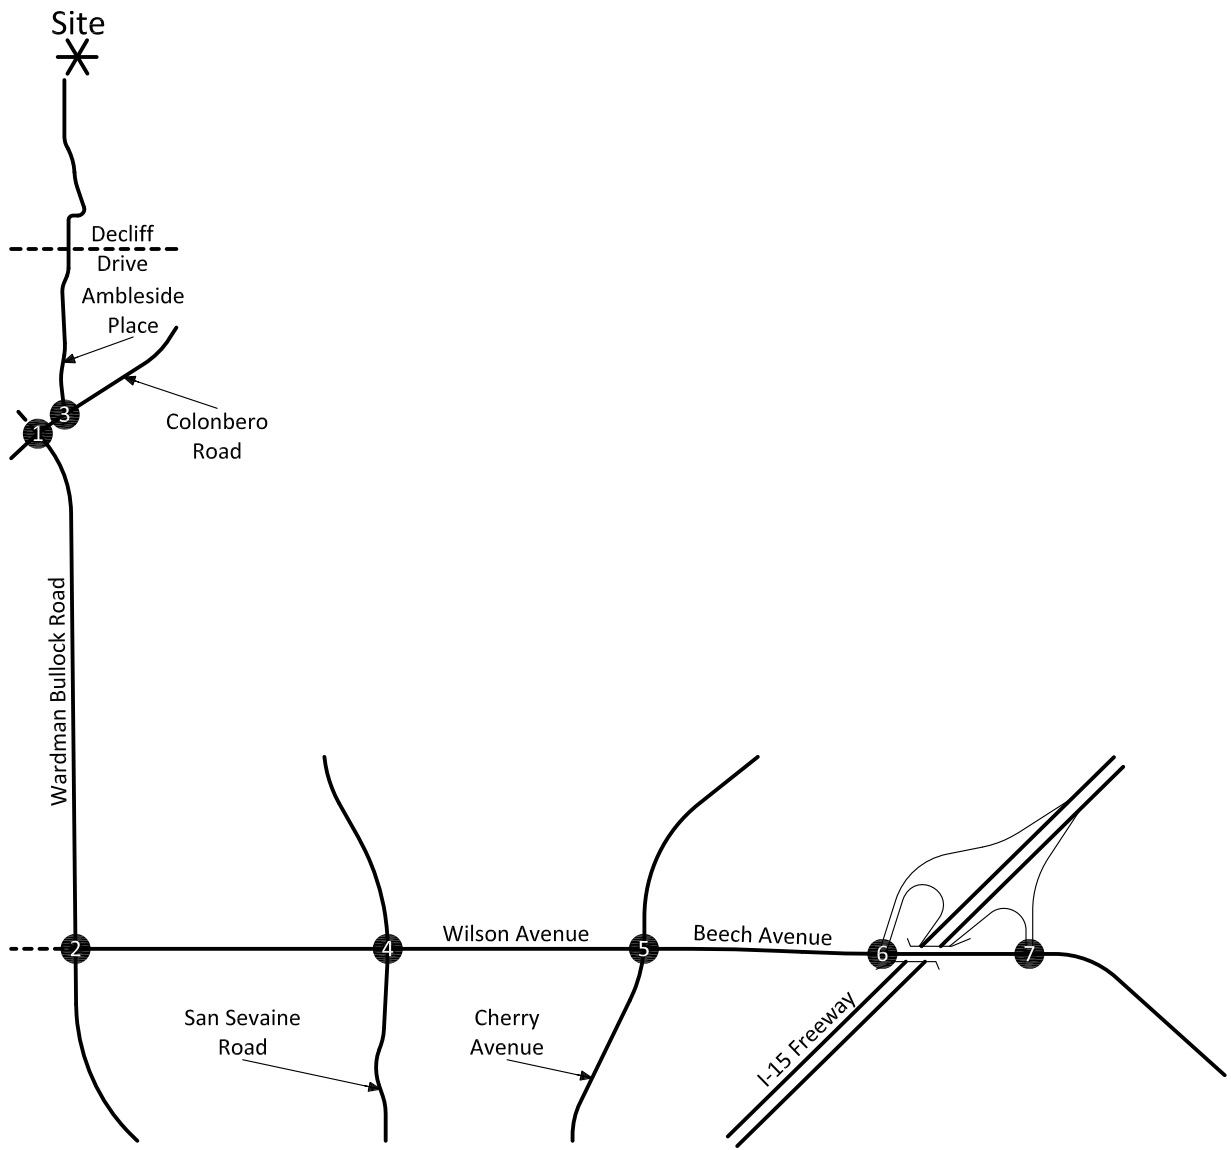 Site
Decliff
Drive
Ambleside
Place
3
1
Colonbero
Road
Wardman Bullock Road
2
4
Wilson Avenue
5
Beech Avenue
6
7
San Sevaine
Road
Cherry
Avenue
I-15 Freeway